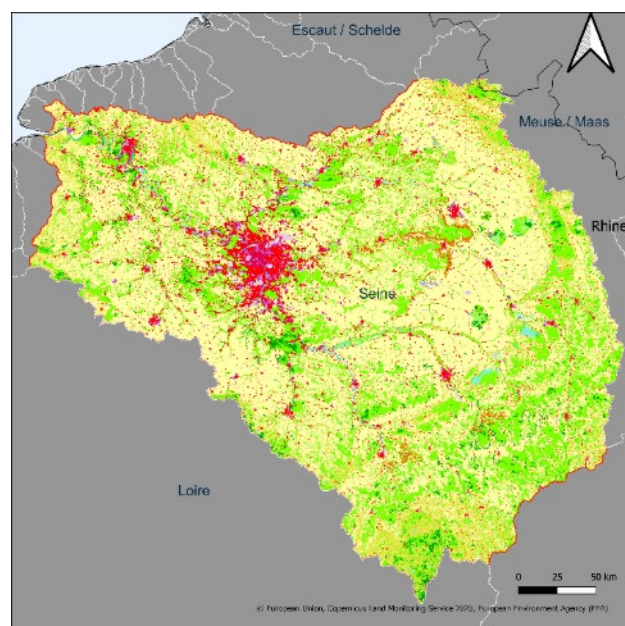 Escaut / Schelde
Meuse / Maas
Rhine
Seine
Loire
0 25 50 km
© European Union, Copernicus Land Monitoring Service 2020, European Environment Agency (EEA)